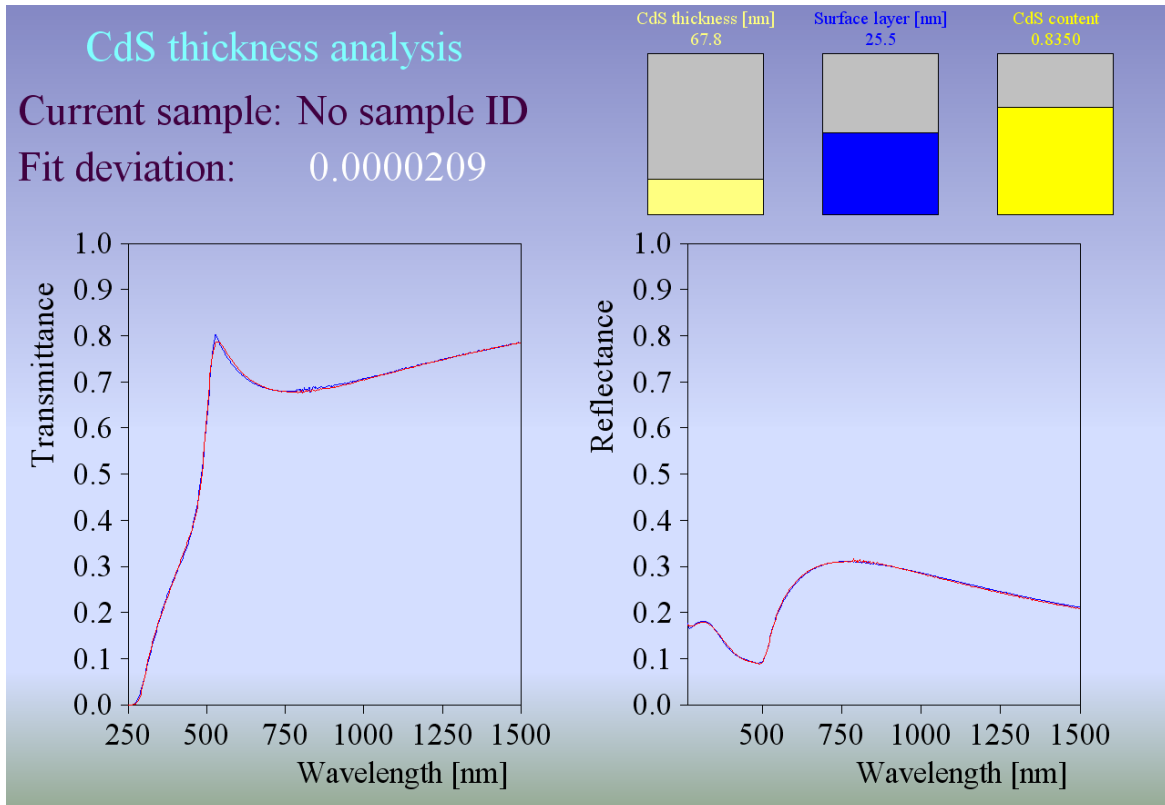 CdS thickness analysis
Current sample: No sample ID
Fit deviation: 0.0000209
CdS thickness [nm]
67.8
Surface layer [nm]
25.5
CdS content
0.8350
Transmittance
1.0
0.9
0.8
0.7
0.6
0.5
0.4
0.3
0.2
0.1
0.0
250 500 750 1000 1250 1500
Wavelength [nm]
Reflectance
1.0
0.9
0.8
0.7
0.6
0.5
0.4
0.3
0.2
0.1
0.0
500 750 1000 1250 1500
Wavelength [nm]